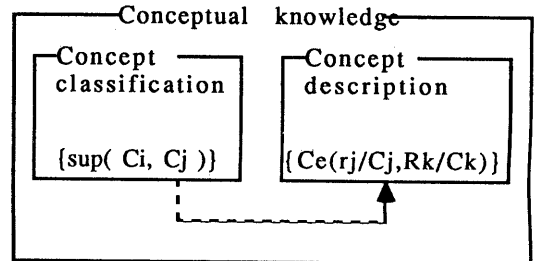 Conceptual knowledge
Concept
classification
{sup( Ci, Cj )}
Concept
description
{Ce(rj/Cj,Rk/Ck)}